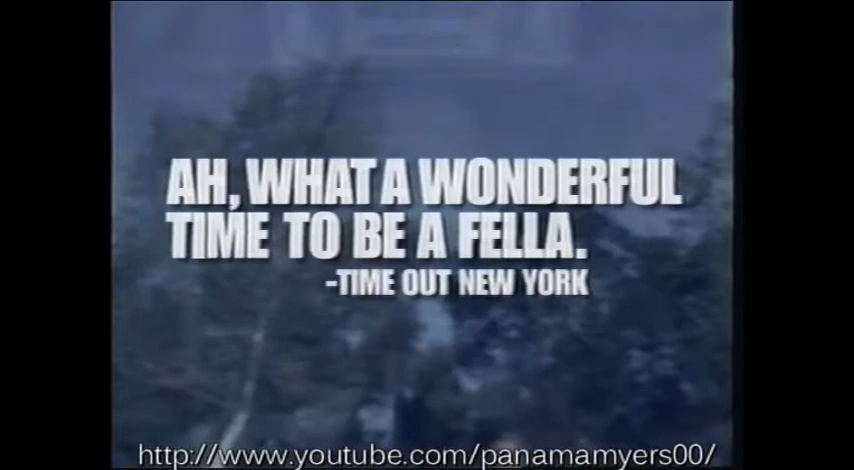 AH, WHAT A WONDERFUL
TIME TO BE A FELLA.
-TIME OUT NEW YORK
http://www.youtube.com/panamamyers00/